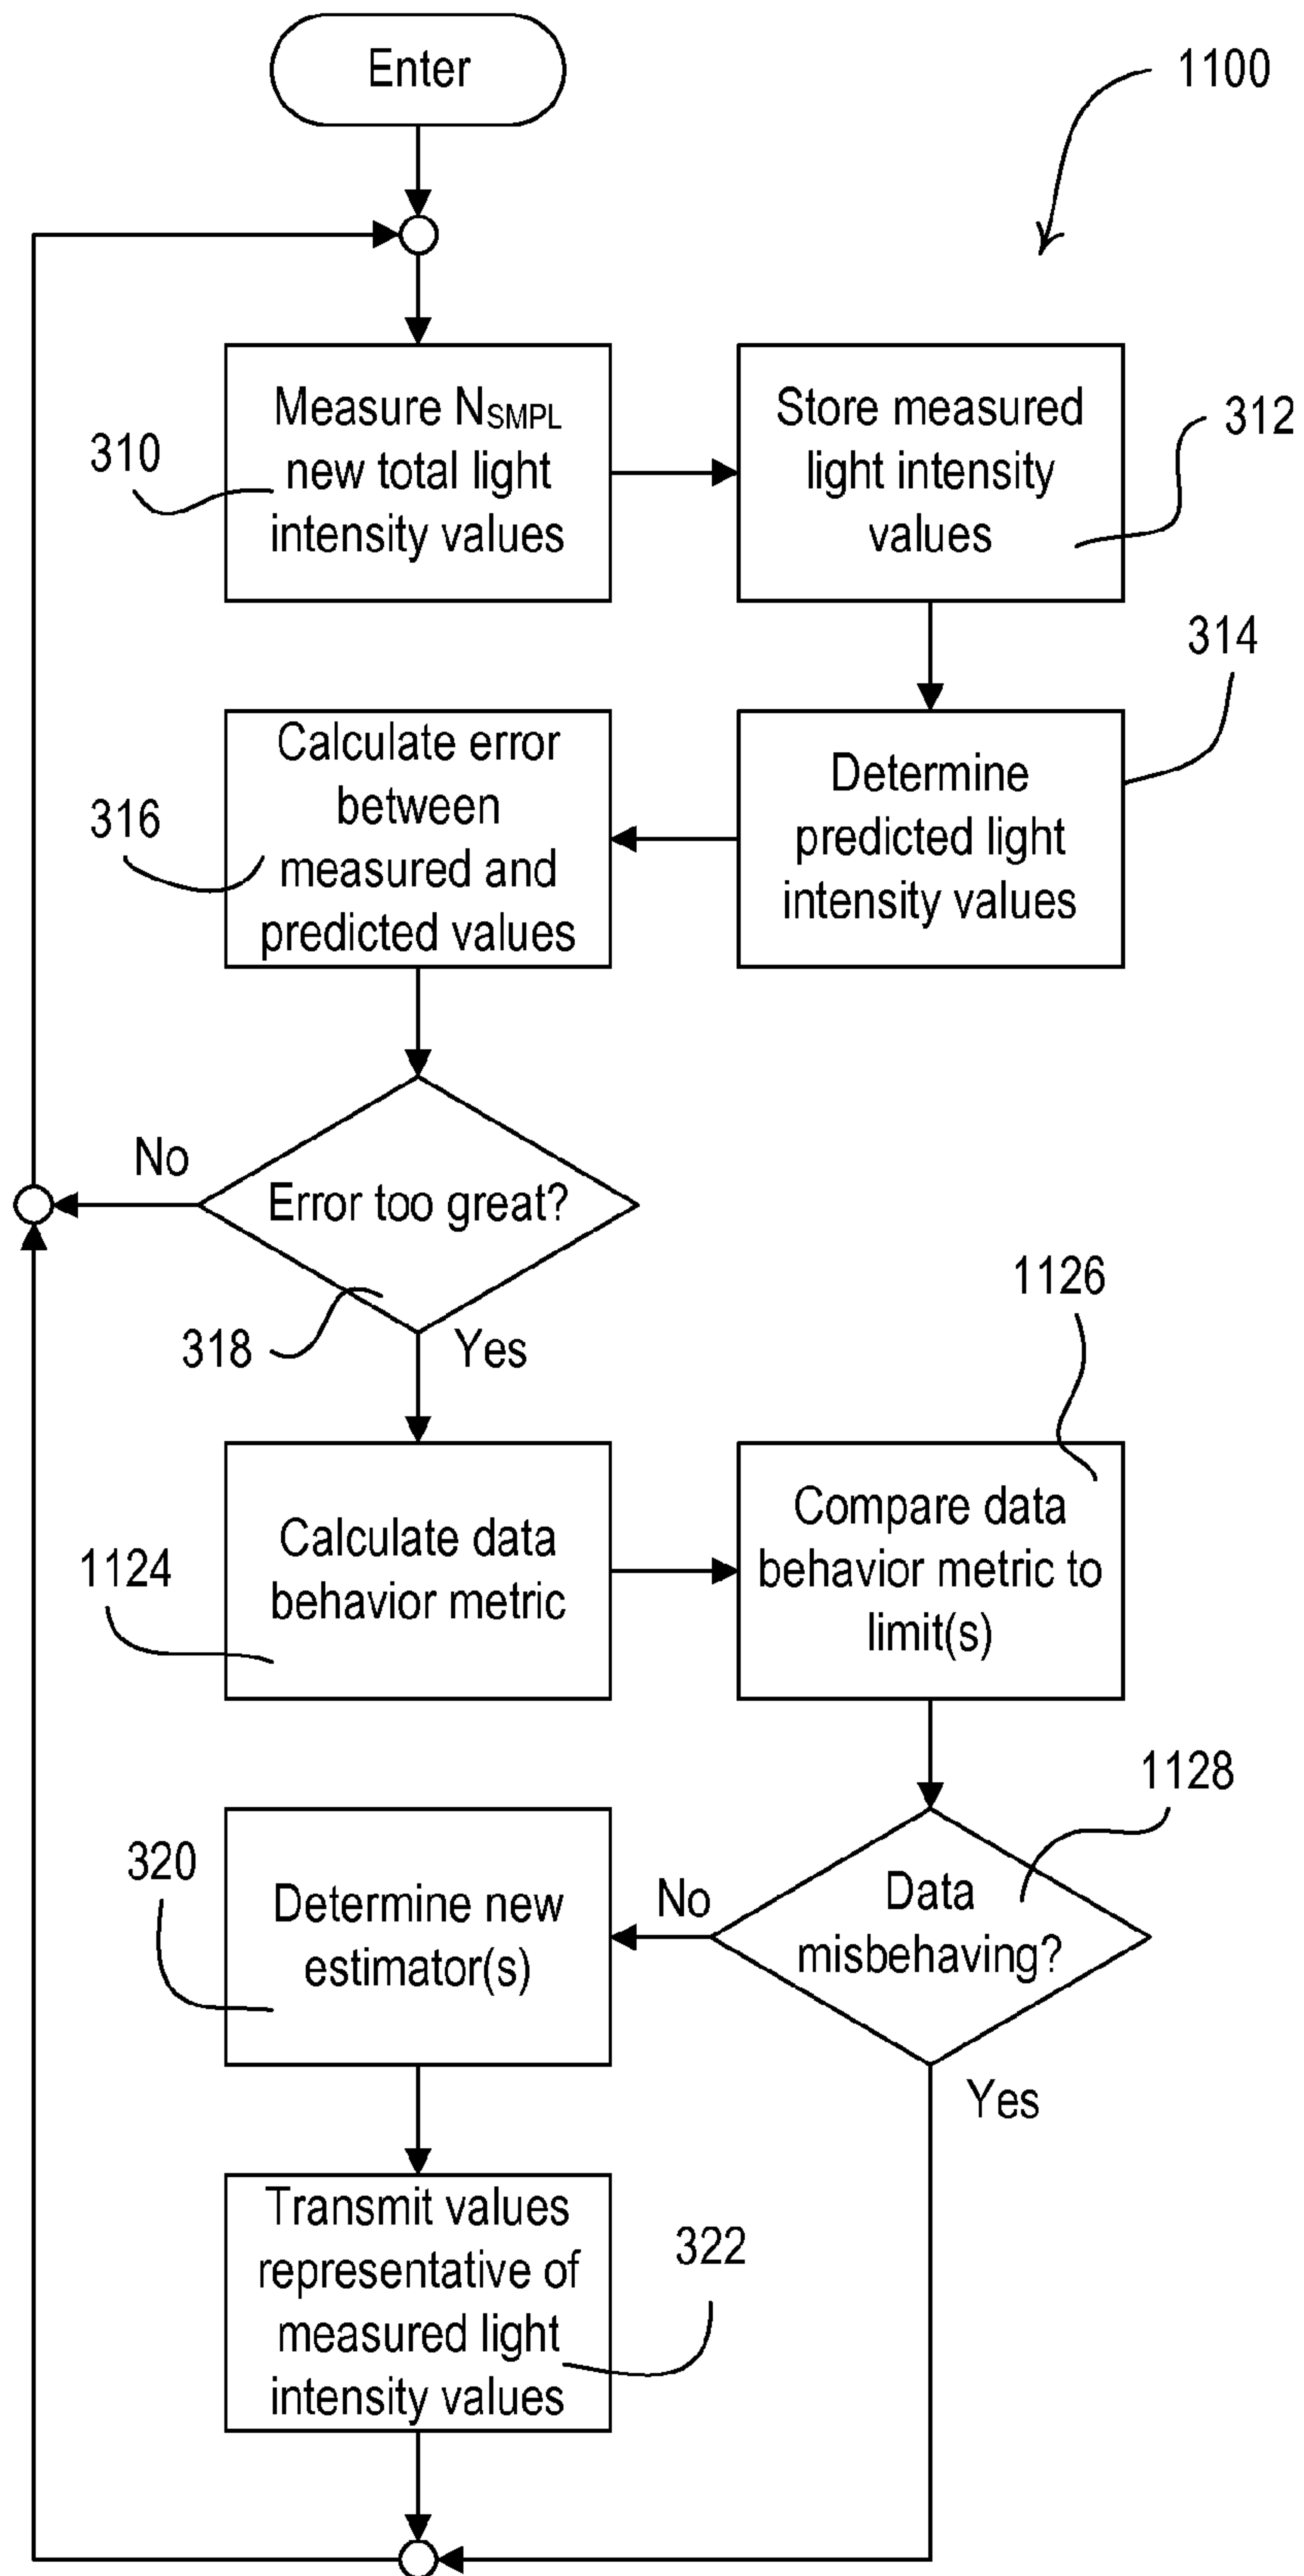 Enter
1100
Measure NSMPL
new total light
intensity values
310
Store measured
light intensity
values
312
314
Calculate error
between
measured and
predicted values
316
Determine
predicted light
intensity values
No
Error too great?
318
Yes
1126
Calculate data
behavior metric
1124
Compare data
behavior metric to
limit(s)
1128
320
Determine new
estimator(s)
No
Data
misbehaving?
Yes
Transmit values
representative of
measured light
intensity values
322